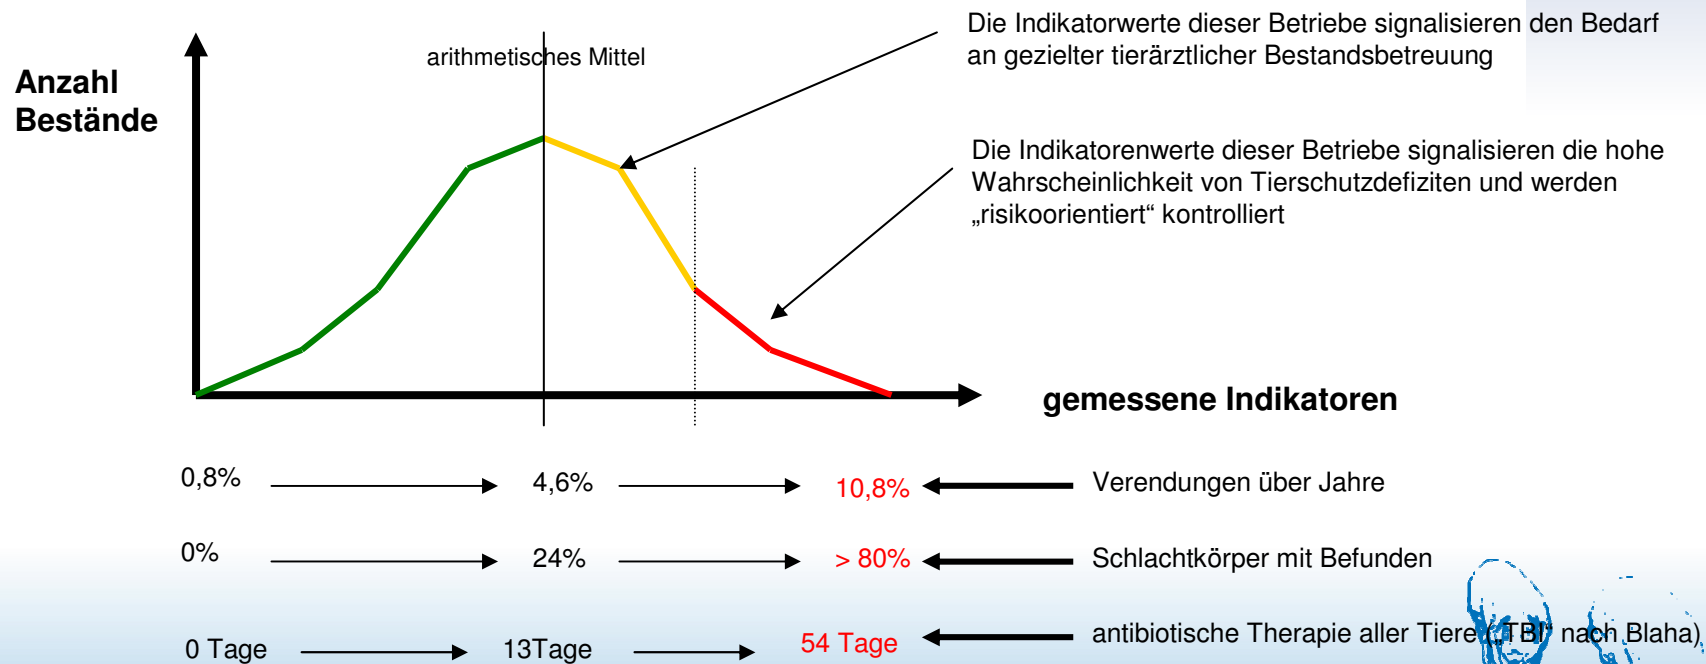 Die Indikatorwerte dieser Betriebe signalisieren den Bedarf
an gezielter tierärztlicher Bestandsbetreuung
arithmetisches Mittel
Anzahl
Bestände
Die Indikatorenwerte dieser Betriebe signalisieren die hohe
Wahrscheinlichkeit von Tierschutzdefiziten und werden
„risikoorientiert“ kontrolliert
gemessene Indikatoren
0,8% 4,6% 10,8% Verendungen über Jahre
0% 24% > 80% Schlachtkörper mit Befunden
0 Tage 13Tage 54 Tage antibiotische Therapie aller Tiere („TBI“ nach Blaha)